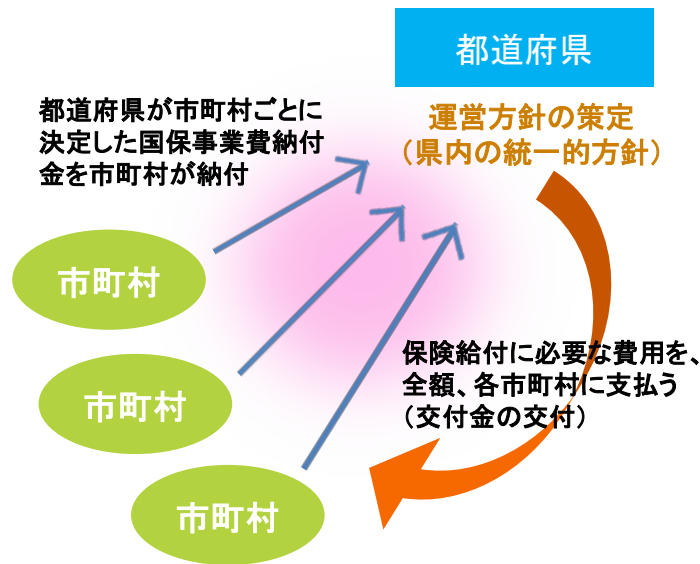 都道府県
都道府県が市町村ごとに
決定した国保事業費納付
金を市町村が納付
運営方針の策定
（県内の統一的方針）
市町村
市町村
市町村
保険給付に必要な費用を、
全額、各市町村に支払う
（交付金の交付）